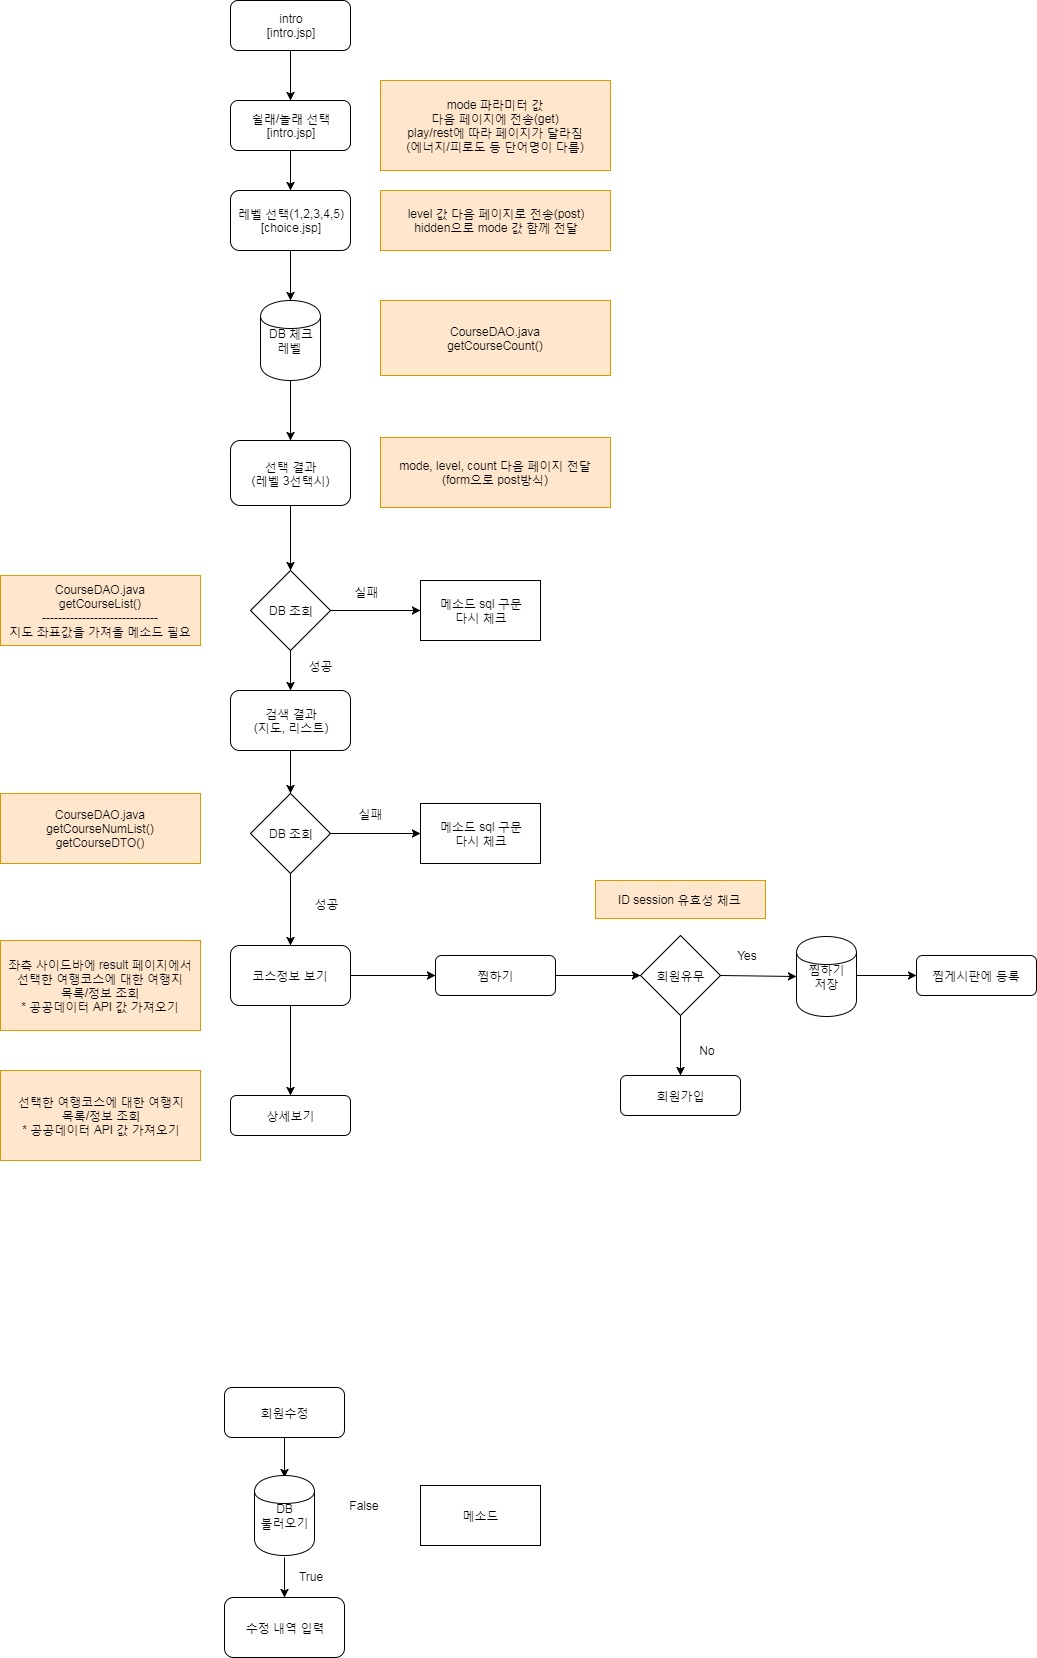 intro
[intro.jsp]
쉴래/놀래 선택
[intro.jsp]
mode 파라미터 값
다음 페이지에 전송(get)
play/rest에 따라 페이지가 달라짐
(에너지/피로도 등 단어명이 다름)
레벨 선택(1,2,3,4,5)
[choice.jsp]
level 값 다음 페이지로 전송(post)
hidden으로 mode 값 함께 전달
DB 체크
레벨
CourseDAO.java
getCourseCount()
선택 결과
(레벨 3선택시)
mode, level, count 다음 페이지 전달
(form으로 post방식)
CourseDAO.java
getCourseList()
-----------------------------
지도 좌표값을 가져올 메소드 필요
DB 조회
실패
메소드 sql 구문
다시 체크
성공
검색 결과
(지도, 리스트)
CourseDAO.java
getCourseNumList()
getCourseDTO()
DB 조회
실패
메소드 sql 구문
다시 체크
성공
ID session 유효성 체크
좌측 사이드바에 result 페이지에서
선택한 여행코스에 대한 여행지
목록/정보 조회
* 공공데이터 API 값 가져오기
코스정보 보기
찜하기
회원유무
Yes
찜하기
저장
찜게시판에 등록
No
회원가입
선택한 여행코스에 대한 여행지
목록/정보 조회
* 공공데이터 API 값 가져오기
상세보기
회원수정
DB
불러오기
False
메소드
True
수정 내역 입력